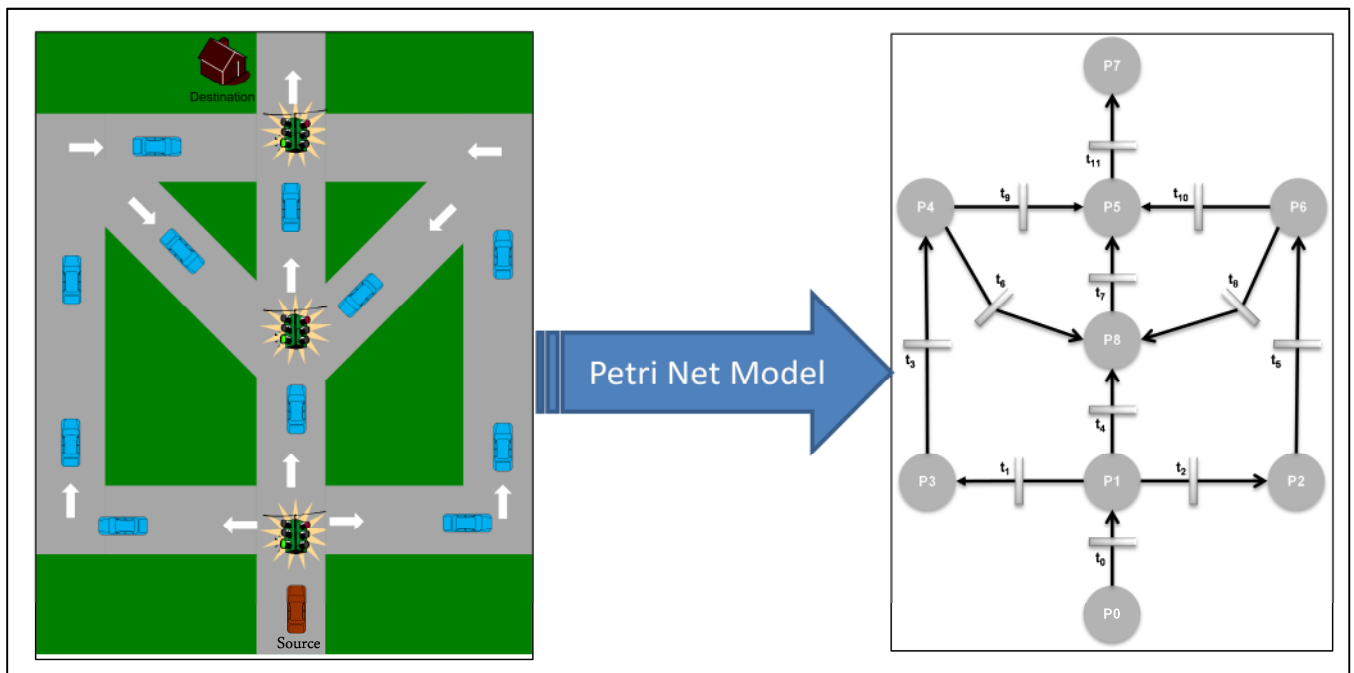 Destination
Source
Petri Net Model
P7
t₁₁
P4
t₉
P5
t₁₀
P6
t₆
t₇
t₈
P8
t₃
t₅
t₄
P3
t₁
P1
t₂
P2
t₀
P0